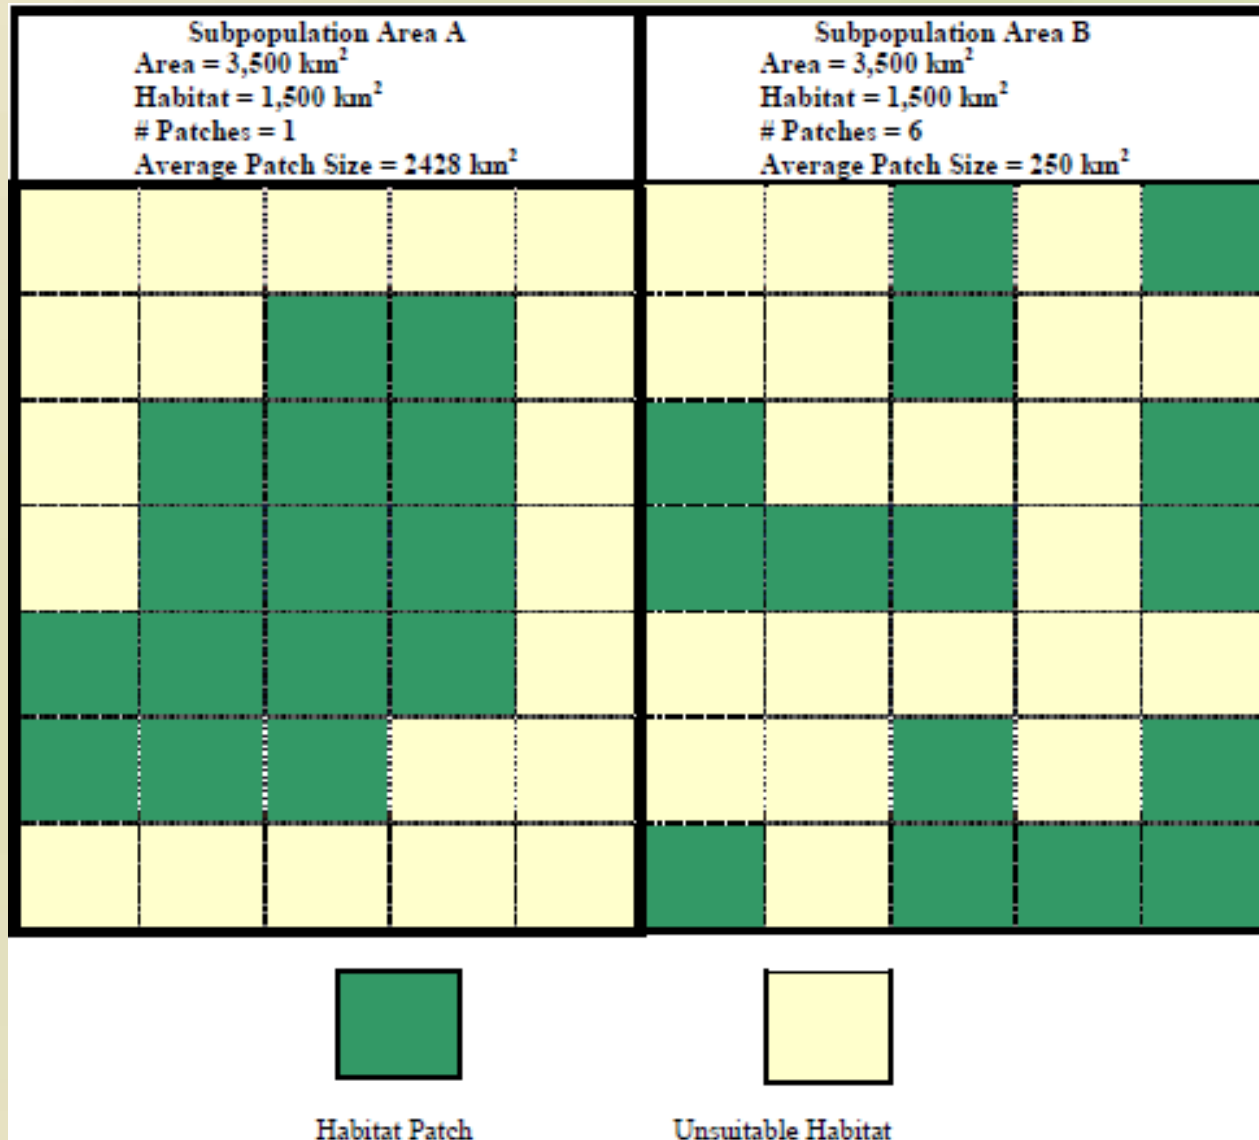 Subpopulation Area A
Area = 3,500 km²
Habitat = 1,500 km²
# Patches = 1
Average Patch Size = 2428 km²
Subpopulation Area B
Area = 3,500 km²
Habitat = 1,500 km²
# Patches = 6
Average Patch Size = 250 km²
Habitat Patch
Unsuitable Habitat